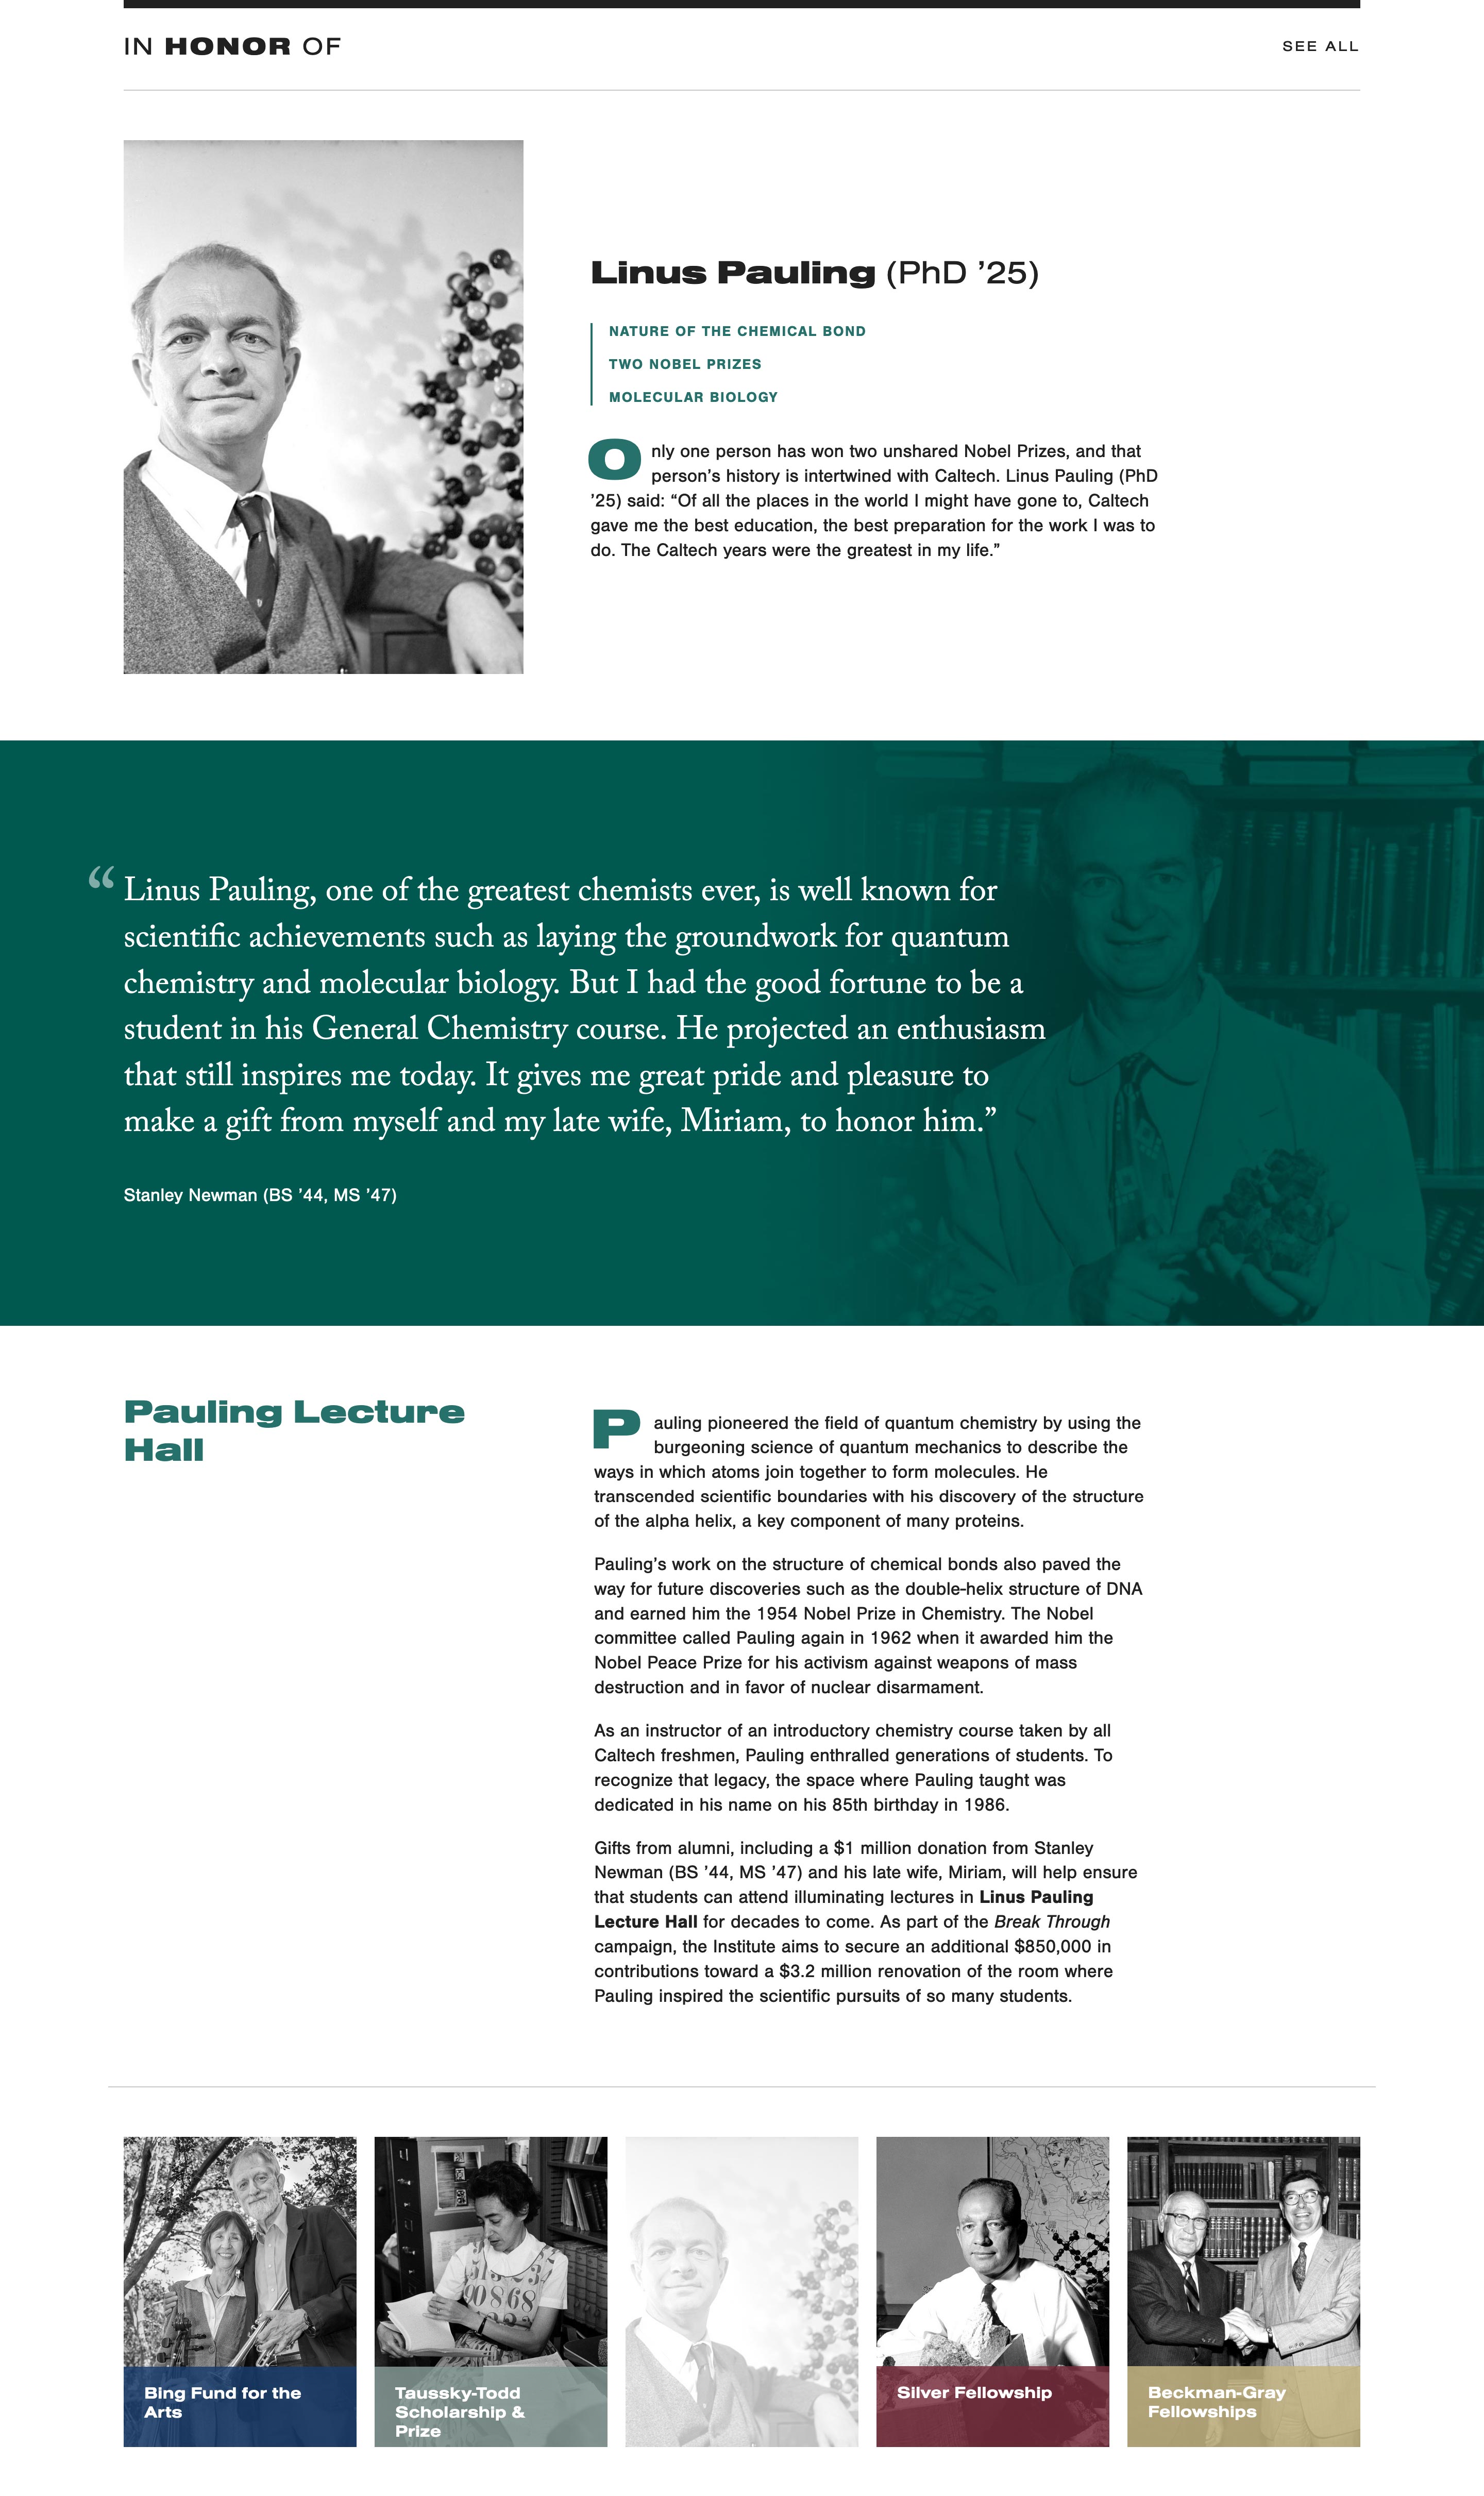 IN HONOR OF
SEE ALL
Linus Pauling (PhD ’25)
NATURE OF THE CHEMICAL BOND
TWO NOBEL PRIZES
MOLECULAR BIOLOGY
Only one person has won two unshared Nobel Prizes, and that
person’s history is intertwined with Caltech. Linus Pauling (PhD
’25) said: “Of all the places in the world I might have gone to, Caltech
gave me the best education, the best preparation for the work I was to
do. The Caltech years were the greatest in my life.”
“Linus Pauling, one of the greatest chemists ever, is well known for
scientific achievements such as laying the groundwork for quantum
chemistry and molecular biology. But I had the good fortune to be a
student in his General Chemistry course. He projected an enthusiasm
that still inspires me today. It gives me great pride and pleasure to
make a gift from myself and my late wife, Miriam, to honor him.”
Stanley Newman (BS ’44, MS ’47)
Pauling Lecture
Hall
Pauling pioneered the field of quantum chemistry by using the
burgeoning science of quantum mechanics to describe the
ways in which atoms join together to form molecules. He
transcended scientific boundaries with his discovery of the structure
of the alpha helix, a key component of many proteins.
Pauling’s work on the structure of chemical bonds also paved the
way for future discoveries such as the double-helix structure of DNA
and earned him the 1954 Nobel Prize in Chemistry. The Nobel
committee called Pauling again in 1962 when it awarded him the
Nobel Peace Prize for his activism against weapons of mass
destruction and in favor of nuclear disarmament.
As an instructor of an introductory chemistry course taken by all
Caltech freshmen, Pauling enthralled generations of students. To
recognize that legacy, the space where Pauling taught was
dedicated in his name on his 85th birthday in 1986.
Gifts from alumni, including a $1 million donation from Stanley
Newman (BS ’44, MS ’47) and his late wife, Miriam, will help ensure
that students can attend illuminating lectures in Linus Pauling
Lecture Hall for decades to come. As part of the Break Through
campaign, the Institute aims to secure an additional $850,000 in
contributions toward a $3.2 million renovation of the room where
Pauling inspired the scientific pursuits of so many students.
Bing Fund for the
Arts
Taussky-Todd
Scholarship &
Prize
Silver Fellowship
Beckman-Gray
Fellowships